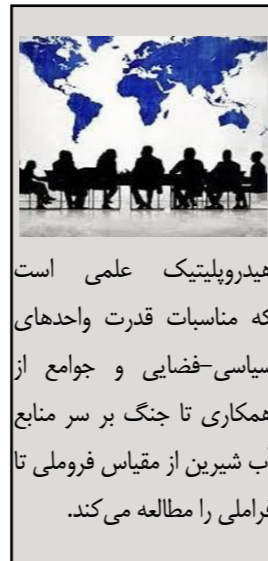 هیدروپلیتیک علمی است
که مناسبات قدرت واحدهای
سیاسی-فضایی و جوامع از
همکاری تا جنگ بر سر منابع
آب شیرین از مقیاس فروملی تا
فراملی را مطالعه می‌کند.